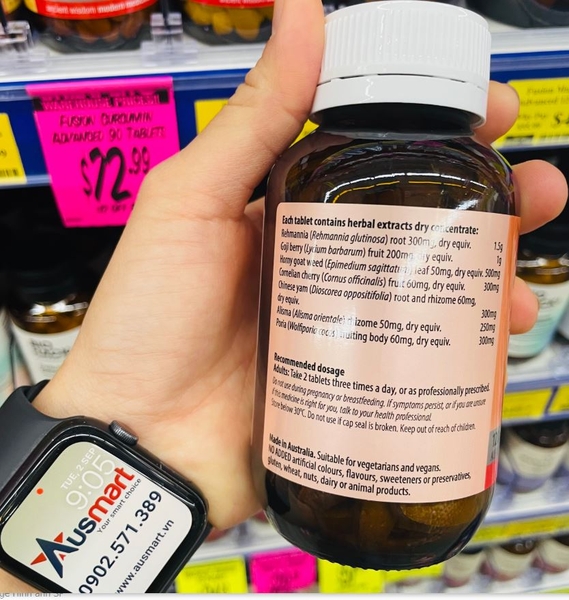 ancient wisdom modern
FUSION CURCUMIN
ADVANCED 90 TABLETS
$72.99
Each tablet contains herbal extracts dry concentrate:
Rehmannia (Rehmannia glutinosa) root 300mg, dry equiv. 1.5g
Goji berry (Lycium barbarum) fruit 200mg, dry equiv. 1g
Horny goat weed (Epimedium sagittatum) leaf 50mg, dry equiv. 500mg
Cornelian cherry (Cornus officinalis) fruit 60mg, dry equiv. 300mg
Chinese yam (Dioscorea oppositifolia) root and rhizome 60mg,
dry equiv. 300mg
Alisma (Alisma orientale) rhizome 50mg, dry equiv. 250mg
Poria (Wolfiporia cocos) fruiting body 60mg, dry equiv. 300mg
Recommended dosage
Adults: Take 2 tablets three times a day, or as professionally prescribed.
Do not use during pregnancy or breastfeeding. If symptoms persist, or if you are unsure
if this medicine is right for you, talk to your health professional.
Store below 30°C. Do not use if cap seal is broken. Keep out of reach of children.
Made in Australia. Suitable for vegetarians and vegans.
NO ADDED artificial colours, flavours, sweeteners or preservatives,
gluten, wheat, nuts, dairy or animal products.
TUE, 2 SEP
9:05
Ausmart
Your smart choice
0902.571.389
www.ausmart.vn